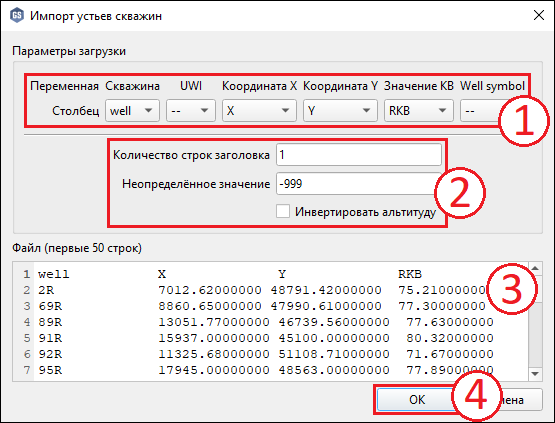 GS Импорт устьев скважин
Параметры загрузки
Переменная Скважина UWI Координата X Координата Y Значение KB Well symbol
Столбец well -- X Y RKB --
1
Количество строк заголовка 1
Неопределённое значение -999
2
Инвертировать альтитуду
Файл (первые 50 строк)
1 well X Y RKB
2 2R 7012.62000000 48791.42000000 75.21000000
3
3 69R 8860.65000000 47990.61000000 77.30000000
4 89R 13051.77000000 46739.56000000 77.63000000
5 91R 15937.00000000 45100.00000000 80.32000000
6 92R 11325.68000000 51108.71000000 71.67000000
7 95R 17945.00000000 48563.00000000 77.89000000
OK
4